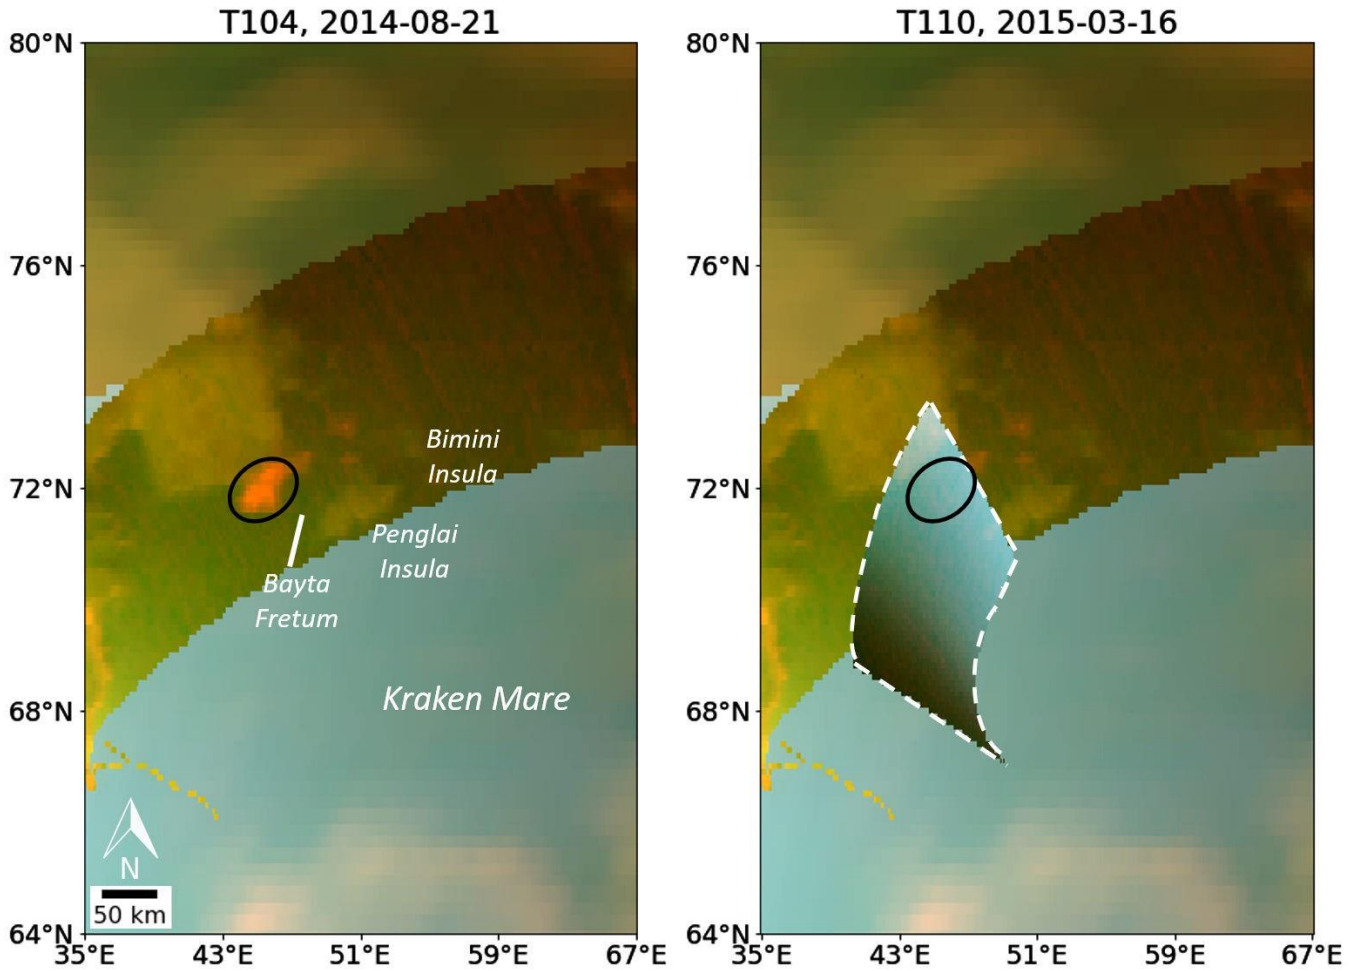 T104, 2014-08-21
80°N
76°N
72°N
68°N
64°N
Bimini
Insula
Penglai
Insula
Bayta
Fretum
Kraken Mare
N
50 km
35°E
43°E
51°E
59°E
67°E
T110, 2015-03-16
80°N
76°N
72°N
68°N
64°N
35°E
43°E
51°E
59°E
67°E